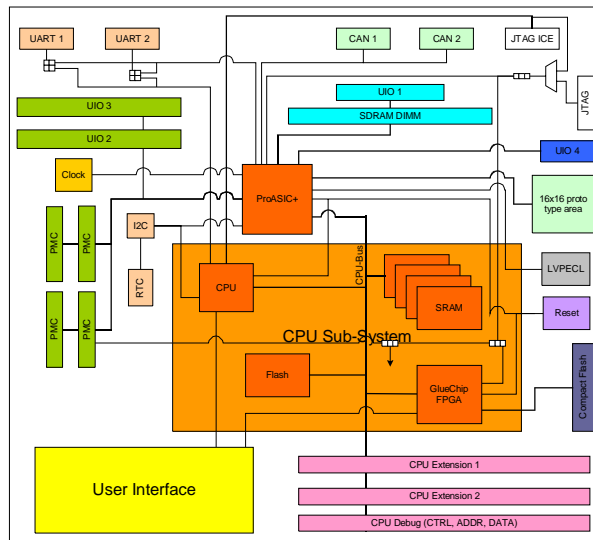 UART 1
UART 2
CAN 1
CAN 2
JTAG ICE
JTAG
UIO 3
UIO 1
SDRAM DIMM
UIO 2
UIO 4
Clock
ProASIC+
16x16 proto
type area
PMC
PMC
I2C
RTC
CPU-Bus
CPU
LVPECL
SRAM
Reset
PMC
PMC
CPU Sub-System
Flash
GlueChip
FPGA
Compact Flash
User Interface
CPU Extension 1
CPU Extension 2
CPU Debug (CTRL, ADDR, DATA)